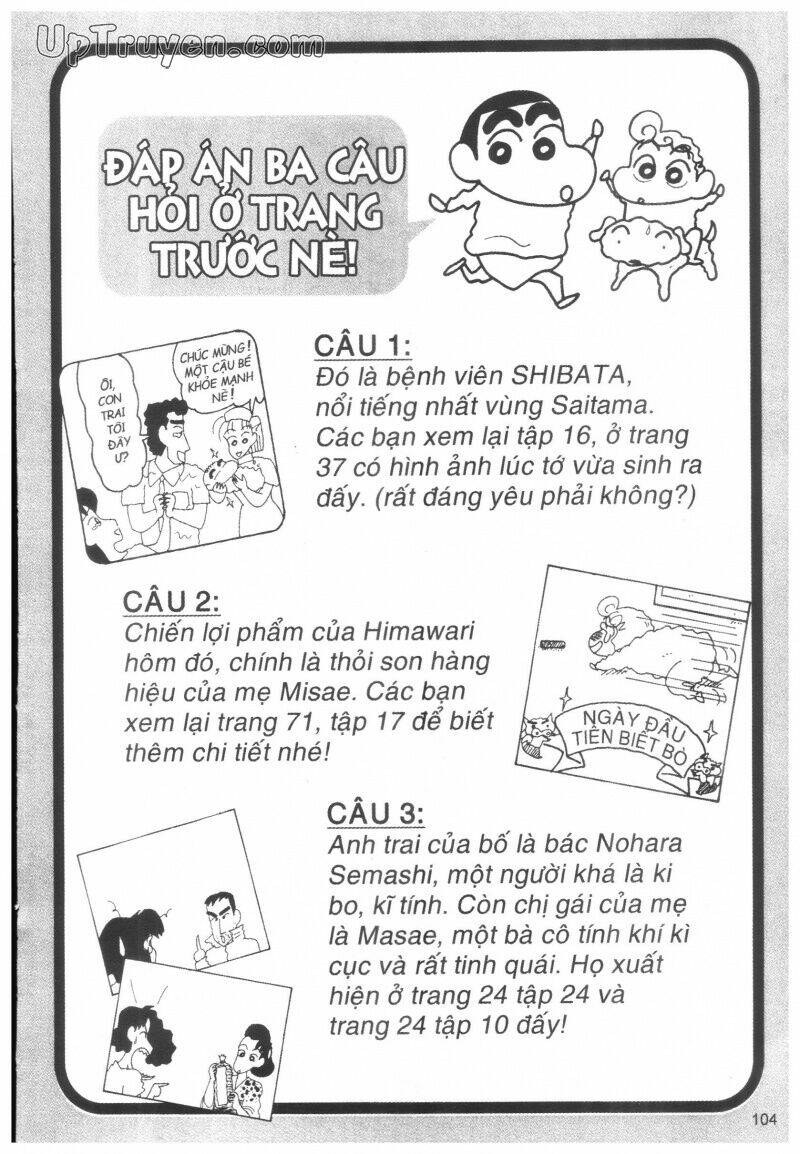 UpTruyen.com
ĐÁP ÁN BA CÂU
HỎI Ở TRANG
TRƯỚC NÈ!
CÂU 1:
Đó là bệnh viên SHIBATA,
nổi tiếng nhất vùng Saitama.
Các bạn xem lại tập 16, ở trang
37 có hình ảnh lúc tớ vừa sinh ra
đấy. (rất đáng yêu phải không?)
CHÚC MỪNG!
MỘT CẬU BÉ
KHỎE MẠNH
NÈ!
ÔI,
CON
TRAI
TÔI
ĐÂY
Ư?
CÂU 2:
Chiến lợi phẩm của Himawari
hôm đó, chính là thỏi son hàng
hiệu của mẹ Misae. Các bạn
xem lại trang 71, tập 17 để biết
thêm chi tiết nhé!
NGÀY ĐẦU
TIÊN BIẾT BÒ
CÂU 3:
Anh trai của bố là bác Nohara
Semashi, một người khá là ki
bo, kĩ tính. Còn chị gái của mẹ
là Masae, một bà cô tính khí kì
cục và rất tinh quái. Họ xuất
hiện ở trang 24 tập 24 và
trang 24 tập 10 đấy!
104